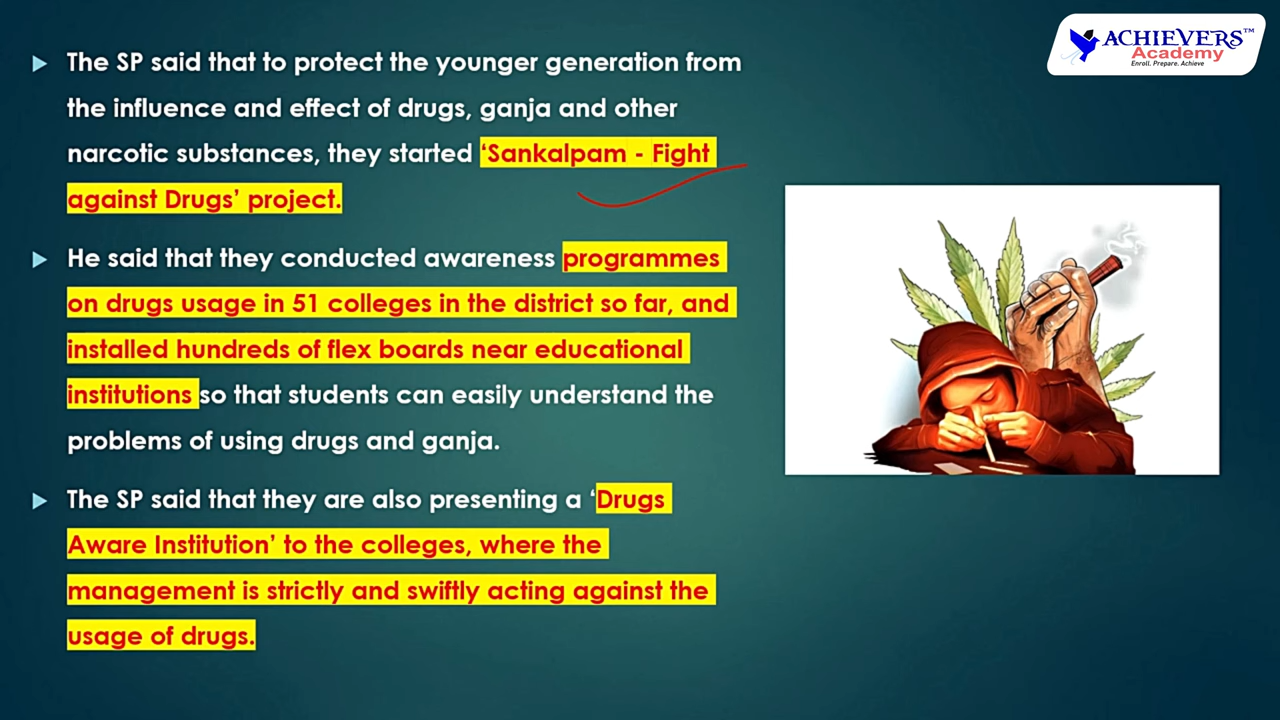 The SP said that to protect the younger generation from
the influence and effect of drugs, ganja and other
narcotic substances, they started ‘Sankalpam - Fight
against Drugs’ project.
He said that they conducted awareness programmes
on drugs usage in 51 colleges in the district so far, and
installed hundreds of flex boards near educational
institutions so that students can easily understand the
problems of using drugs and ganja.
The SP said that they are also presenting a ‘Drugs
Aware Institution’ to the colleges, where the
management is strictly and swiftly acting against the
usage of drugs.
ACHIEVERS™
Academy
Enroll. Prepare. Achieve